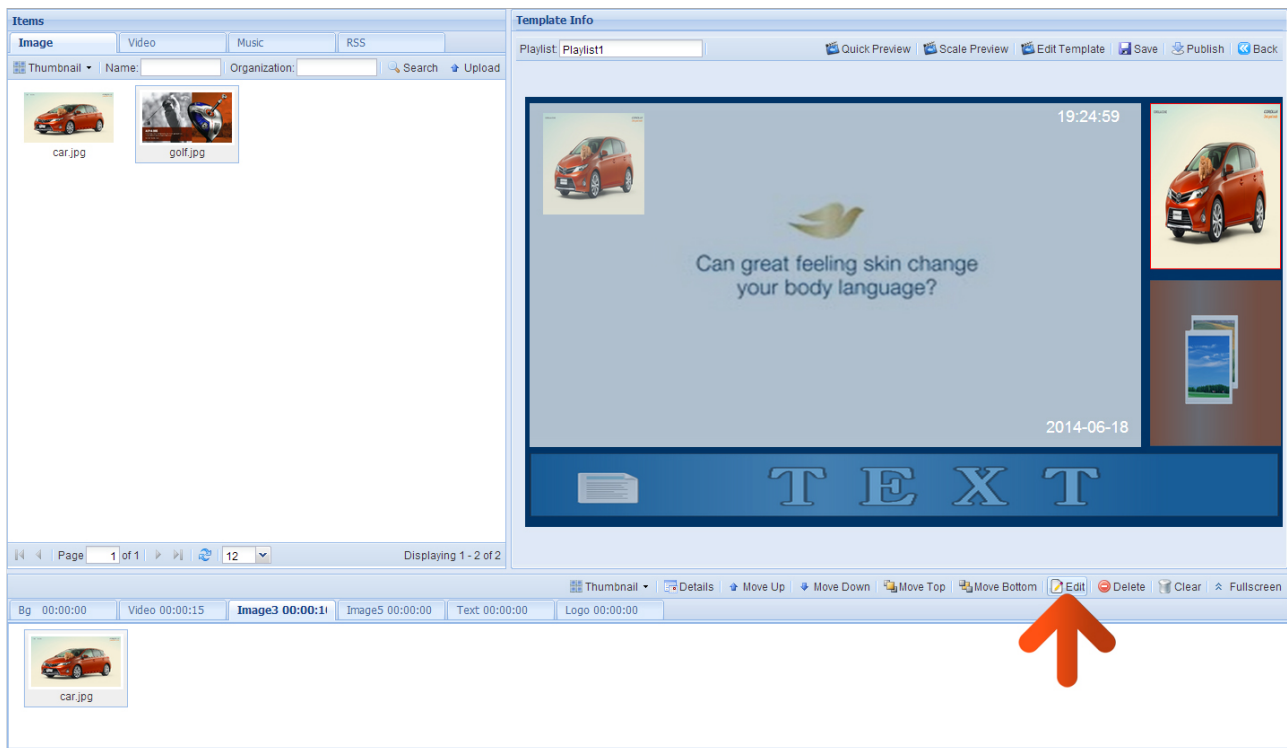 Items
Image Video Music RSS
Thumbnail Name: Organization: Search Upload
car.jpg golf.jpg
Page 1 of 1 12 Displaying 1 - 2 of 2
Template Info
Playlist: Playlist1 Quick Preview Scale Preview Edit Template Save Publish Back
19:24:59
Can great feeling skin change
your body language?
2014-06-18
TEXT
Thumbnail Details Move Up Move Down Move Top Move Bottom Edit Delete Clear Fullscreen
Bg 00:00:00 Video 00:00:15 Image3 00:00:1 Image5 00:00:00 Text 00:00:00 Logo 00:00:00
car.jpg